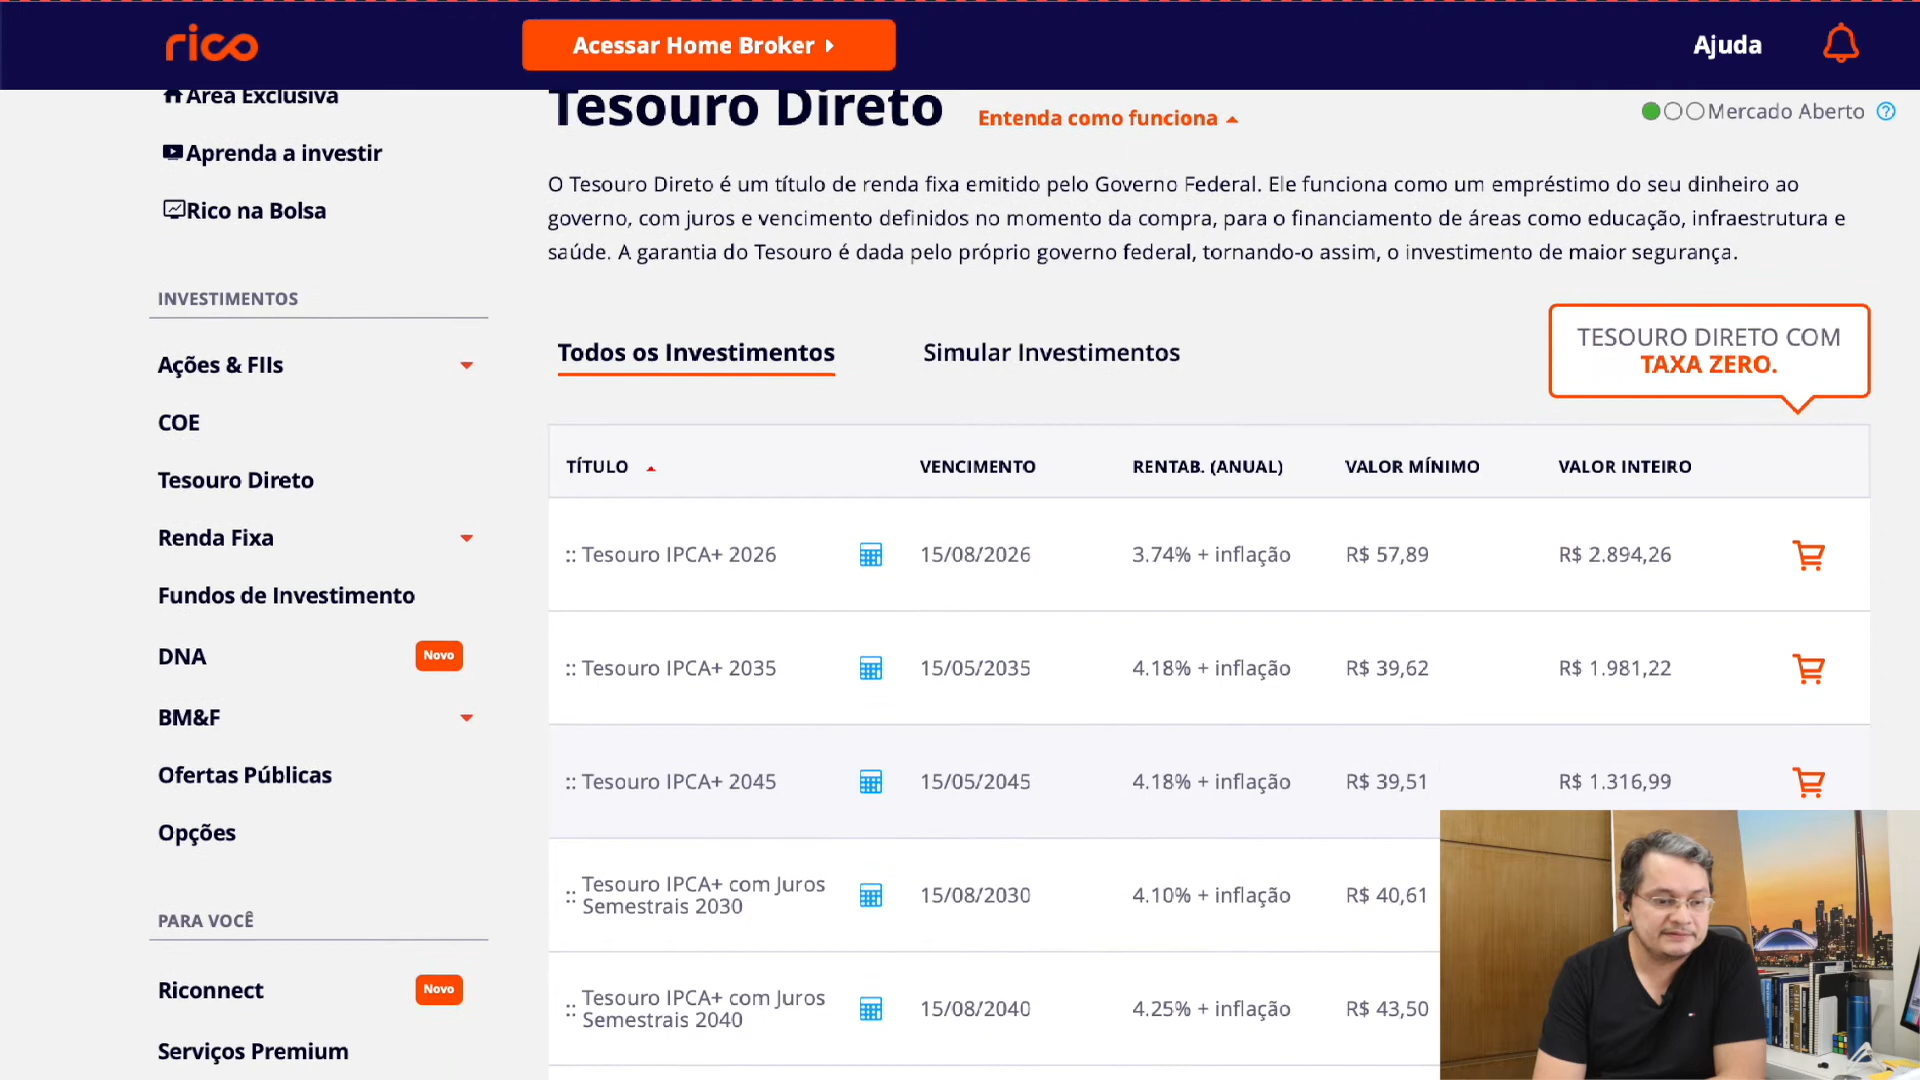 rico
Acessar Home Broker
Ajuda
Área Exclusiva
Aprenda a investir
Rico na Bolsa
INVESTIMENTOS
Ações & FIIs
COE
Tesouro Direto
Renda Fixa
Fundos de Investimento
DNA
Novo
BM&F
Ofertas Públicas
Opções
PARA VOCÊ
Riconnect
Novo
Serviços Premium
Tesouro Direto
Entenda como funciona
Mercado Aberto
O Tesouro Direto é um título de renda fixa emitido pelo Governo Federal. Ele funciona como um empréstimo do seu dinheiro ao
governo, com juros e vencimento definidos no momento da compra, para o financiamento de áreas como educação, infraestrutura e
saúde. A garantia do Tesouro é dada pelo próprio governo federal, tornando-o assim, o investimento de maior segurança.
Todos os Investimentos
Simular Investimentos
TESOURO DIRETO COM
TAXA ZERO.
TÍTULO VENCIMENTO RENTAB. (ANUAL) VALOR MÍNIMO VALOR INTEIRO
:: Tesouro IPCA+ 2026 15/08/2026 3.74% + inflação R$ 57,89 R$ 2.894,26
:: Tesouro IPCA+ 2035 15/05/2035 4.18% + inflação R$ 39,62 R$ 1.981,22
:: Tesouro IPCA+ 2045 15/05/2045 4.18% + inflação R$ 39,51 R$ 1.316,99
:: Tesouro IPCA+ com Juros
Semestrais 2030 15/08/2030 4.10% + inflação R$ 40,61
:: Tesouro IPCA+ com Juros
Semestrais 2040 15/08/2040 4.25% + inflação R$ 43,50